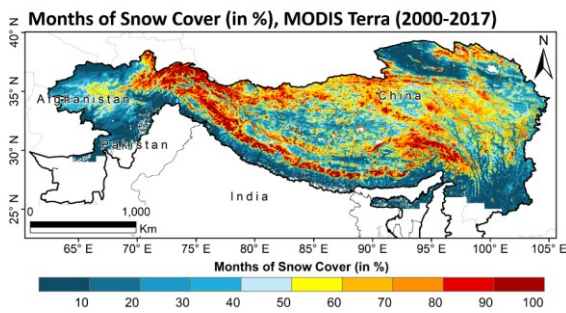 Months of Snow Cover (in %), MODIS Terra (2000-2017)
40° N
35° N
30° N
25° N
N
Afghanistan
China
Pakistan
India
0 1,000
Km
65° E 70° E 75° E 80° E 85° E 90° E 95° E 100° E 105° E
Months of Snow Cover (in %)
10 20 30 40 50 60 70 80 90 100